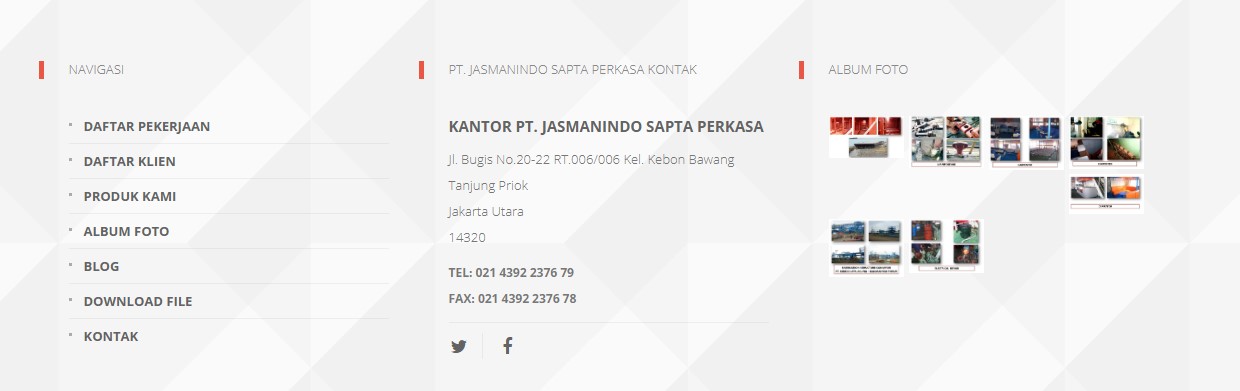 NAVIGASI
DAFTAR PEKERJAAN
DAFTAR KLIEN
PRODUK KAMI
ALBUM FOTO
BLOG
DOWNLOAD FILE
KONTAK
PT. JASMANINDO SAPTA PERKASA KONTAK
KANTOR PT. JASMANINDO SAPTA PERKASA
Jl. Bugis No.20-22 RT.006/006 Kel. Kebon Bawang
Tanjung Priok
Jakarta Utara
14320
TEL: 021 4392 2376 79
FAX: 021 4392 2376 78
ALBUM FOTO